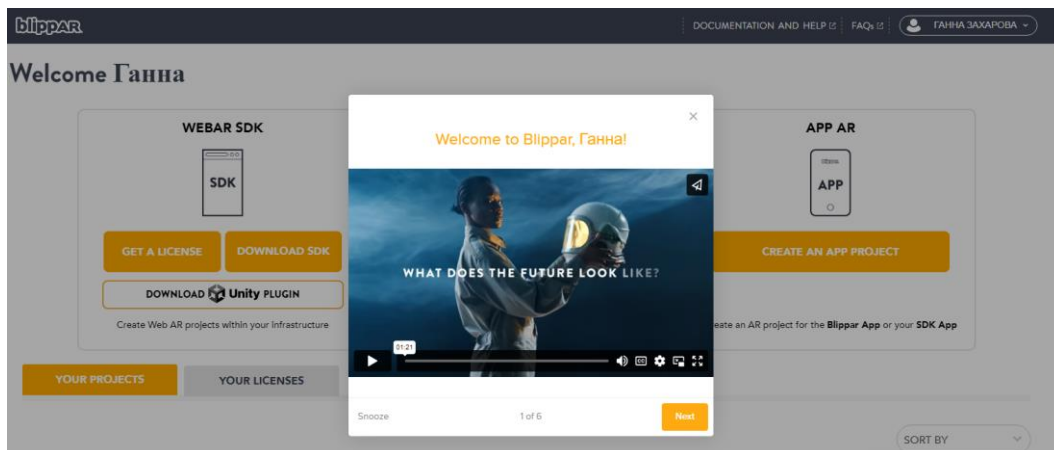 blippAR
DOCUMENTATION AND HELP
FAQs
ГАННА ЗАХАРОВА
Welcome Ганна
WEBAR SDK
SDK
GET A LICENSE
DOWNLOAD SDK
DOWNLOAD Unity PLUGIN
Create Web AR projects within your infrastructure
Welcome to Blippar, Ганна!
WHAT DOES THE FUTURE LOOK LIKE?
01:21
CC
Snooze
1 of 6
Next
APP AR
APP
CREATE AN APP PROJECT
eate an AR project for the Blippar App or your SDK App
YOUR PROJECTS
YOUR LICENSES
SORT BY